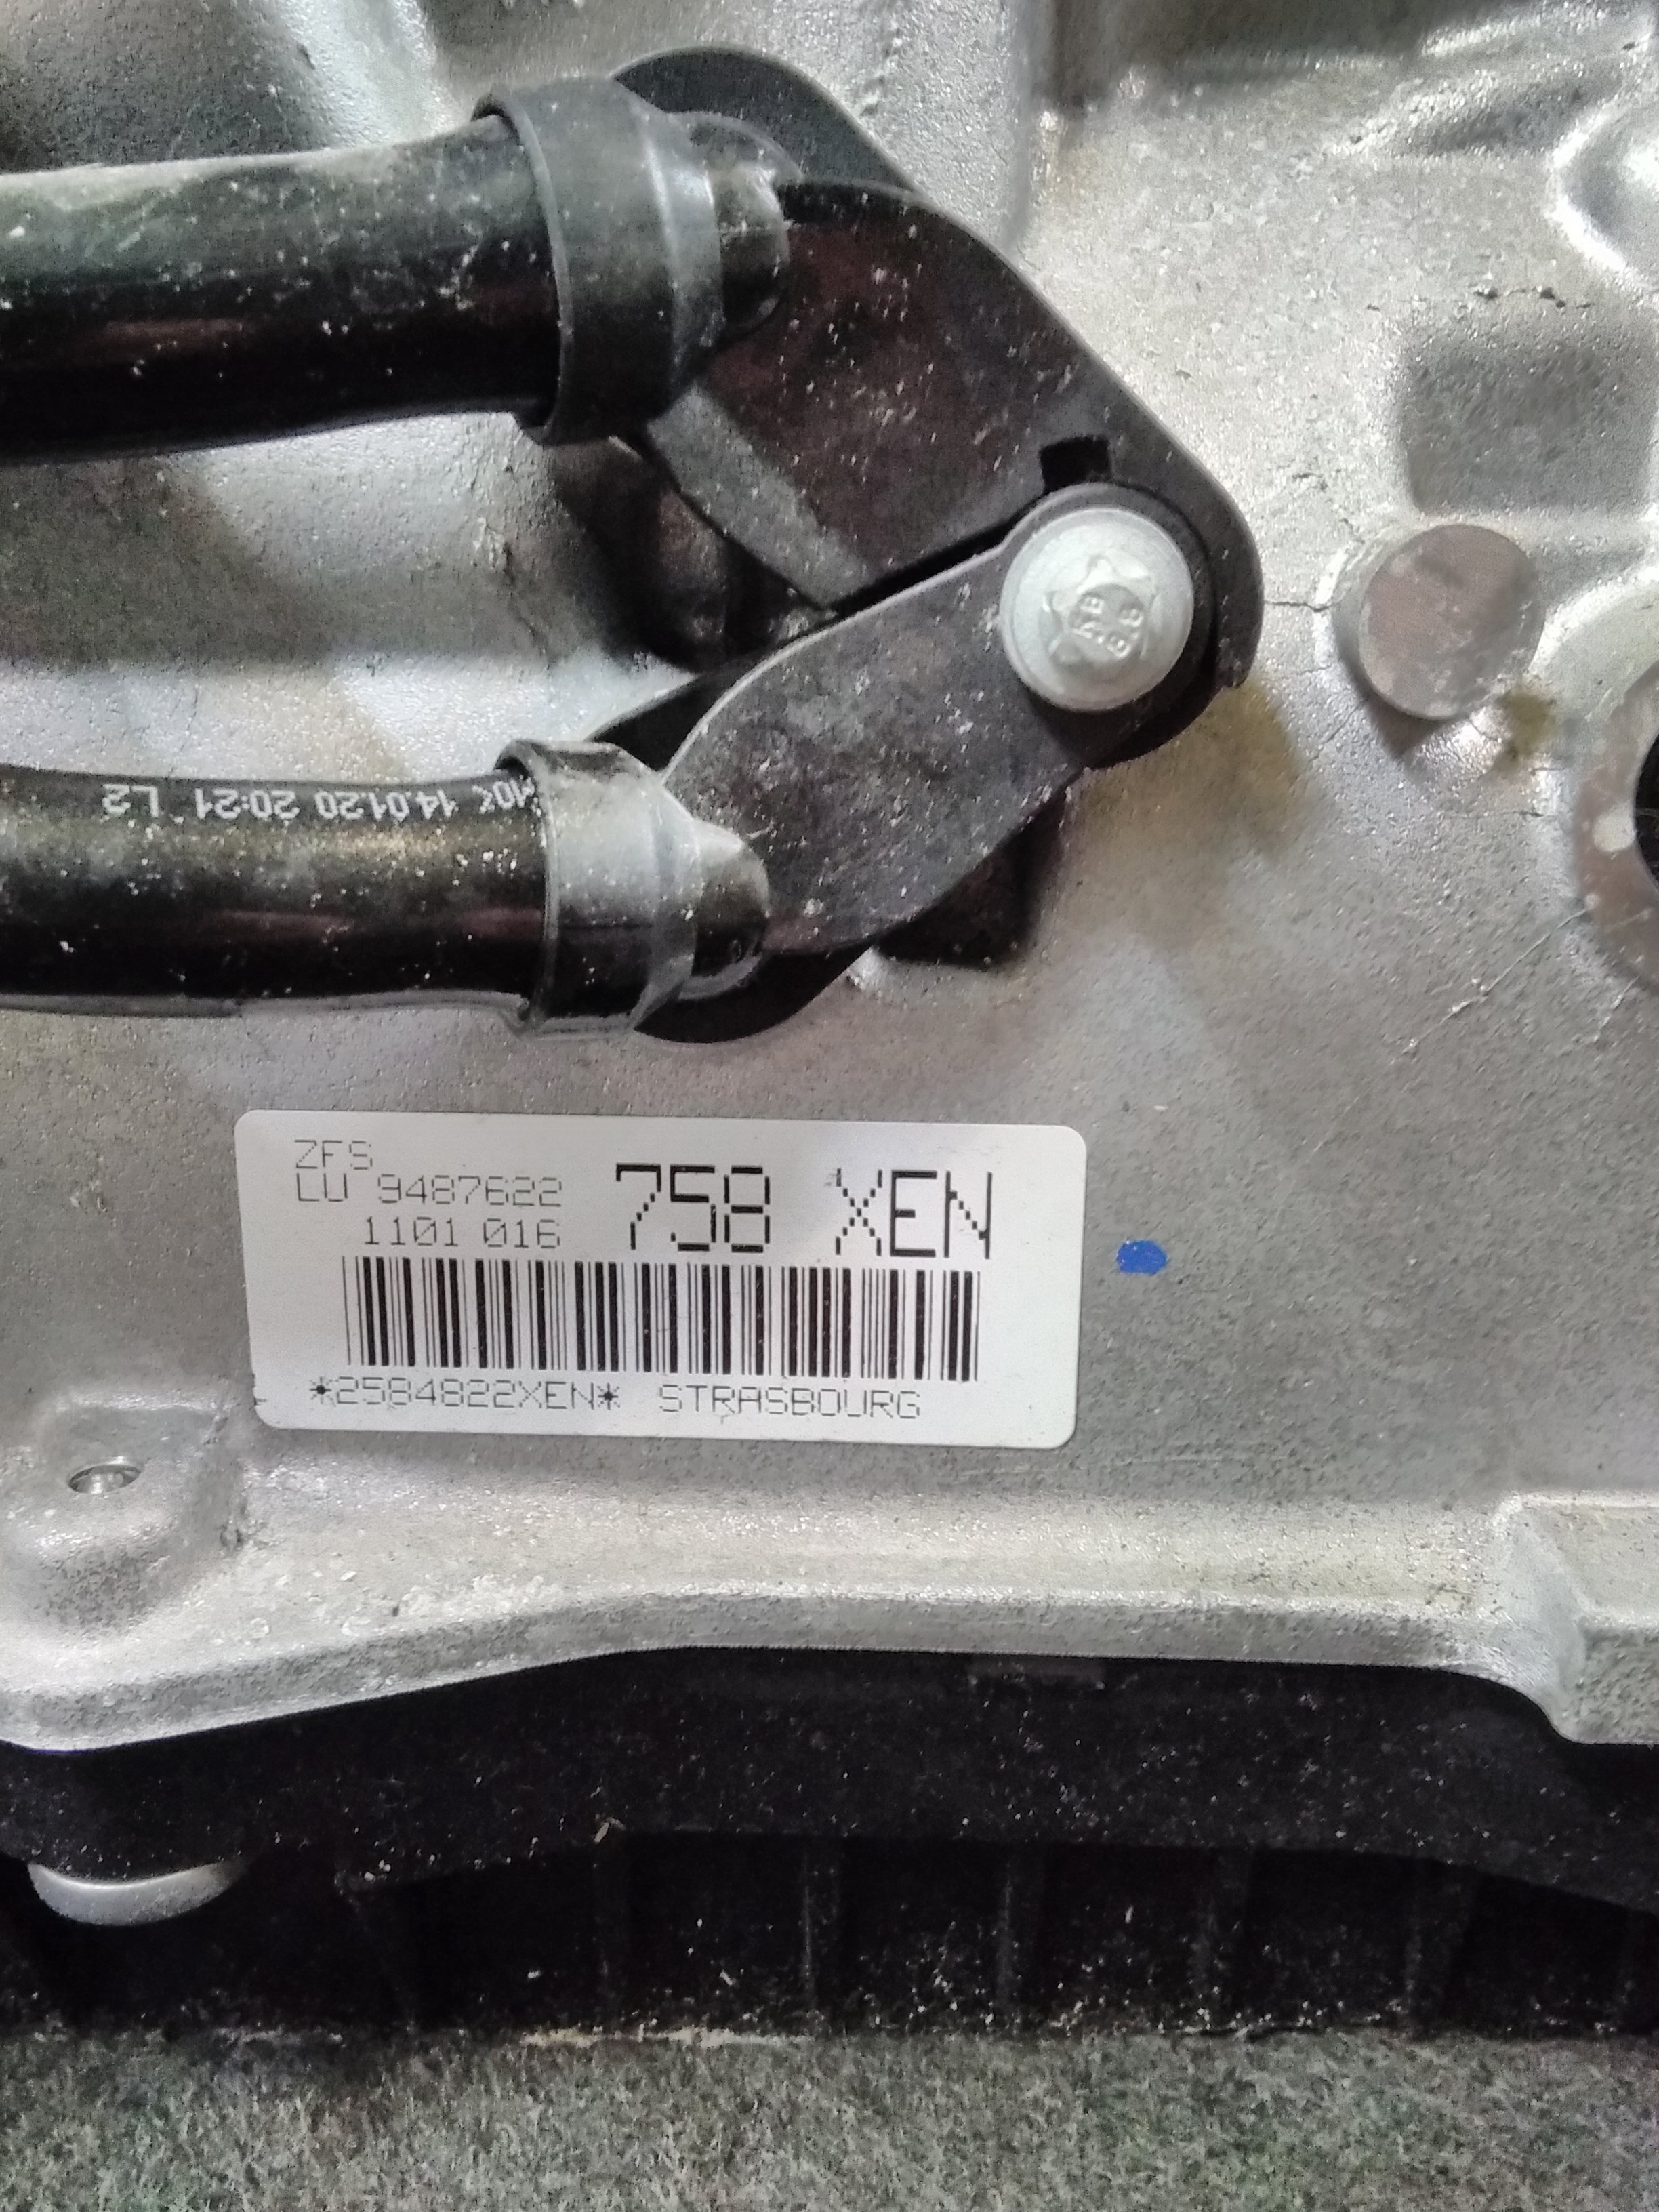 14.01.20 20:21 L2
ZFS
LU 9487622
1101 016
758 XEN
*2584822XEN* STRASBOURG